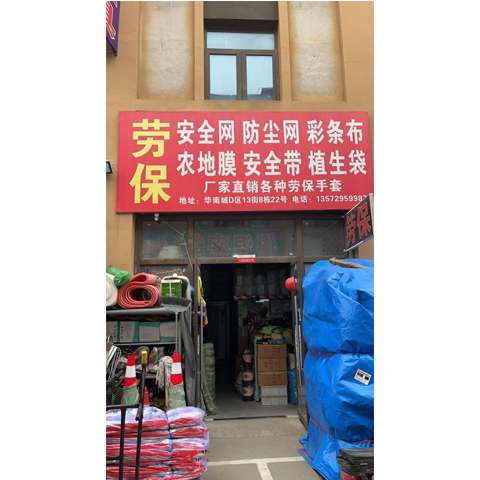 劳保
安全网 防尘网 彩条布
农地膜 安全带 植生袋
厂家直销各种劳保手套
地址：华南城D区13街8栋22号 电话：13572959987
劳保